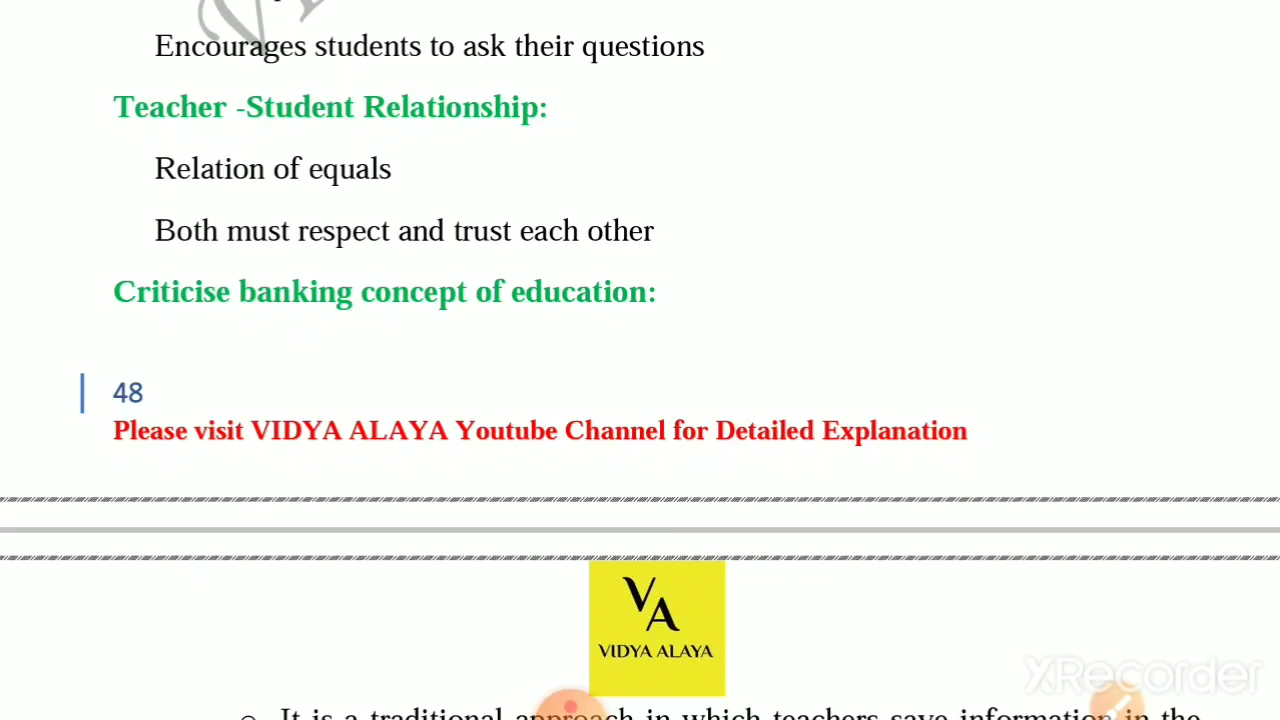 Encourages students to ask their questions
Teacher -Student Relationship:
Relation of equals
Both must respect and trust each other
Criticise banking concept of education:
48
Please visit VIDYA ALAYA Youtube Channel for Detailed Explanation
VA
VIDYA ALAYA
XRecorder
o It is a traditional approach in which teachers save information in the